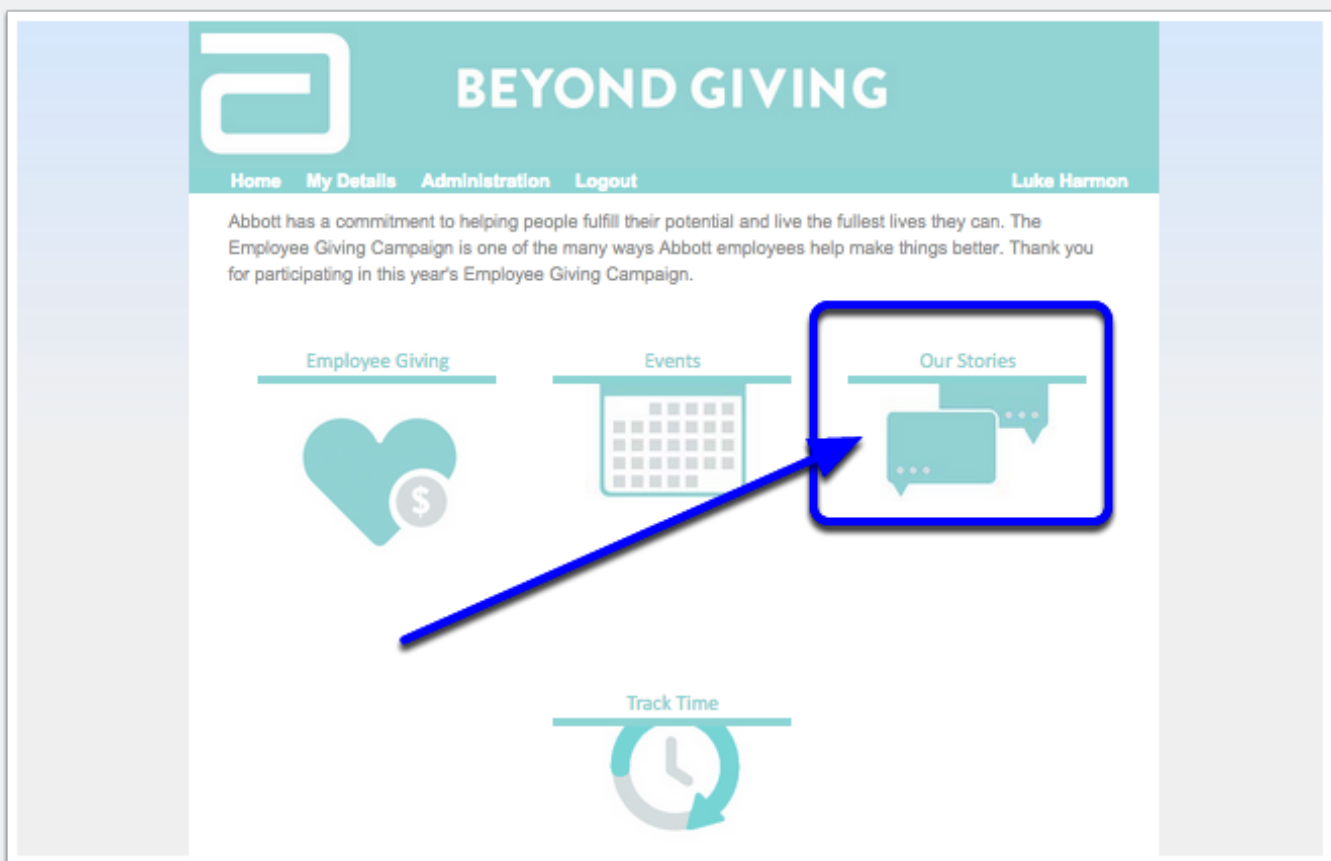 BEYOND GIVING
Home My Details Administration Logout Luke Harmon
Abbott has a commitment to helping people fulfill their potential and live the fullest lives they can. The
Employee Giving Campaign is one of the many ways Abbott employees help make things better. Thank you
for participating in this year's Employee Giving Campaign.
Employee Giving Events Our Stories
$
Track Time